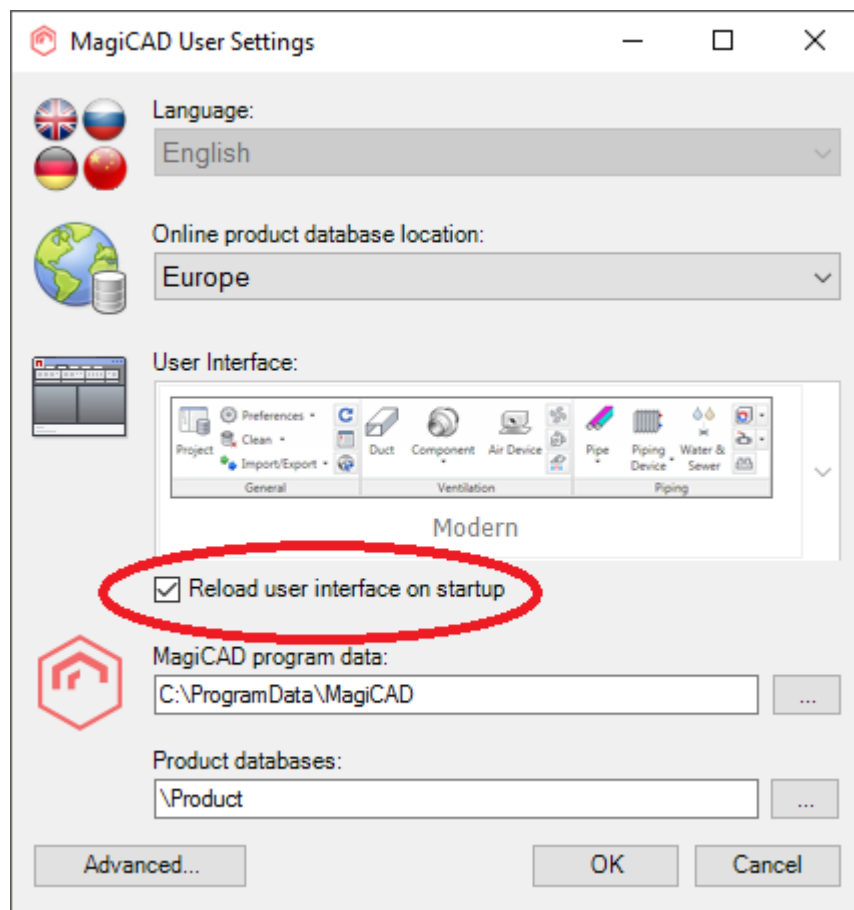 MagiCAD User Settings
Language:
English
Online product database location:
Europe
User Interface:
Project
Preferences
Clean
Import/Export
General
Duct
Component
Air Device
Ventilation
Pipe
Piping Device
Water & Sewer
Piping
Modern
Reload user interface on startup
MagiCAD program data:
C:\ProgramData\MagiCAD
...
Product databases:
\Product
...
Advanced...
OK
Cancel